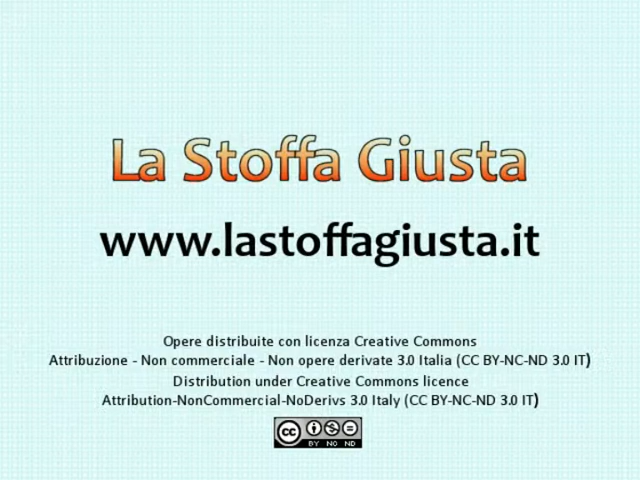 La Stoffa Giusta
www.lastoffagiusta.it
Opere distribuite con licenza Creative Commons
Attribuzione - Non commerciale - Non opere derivate 3.0 Italia (CC BY-NC-ND 3.0 IT)
Distribution under Creative Commons licence
Attribution-NonCommercial-NoDerivs 3.0 Italy (CC BY-NC-ND 3.0 IT)
cc
BY NC ND